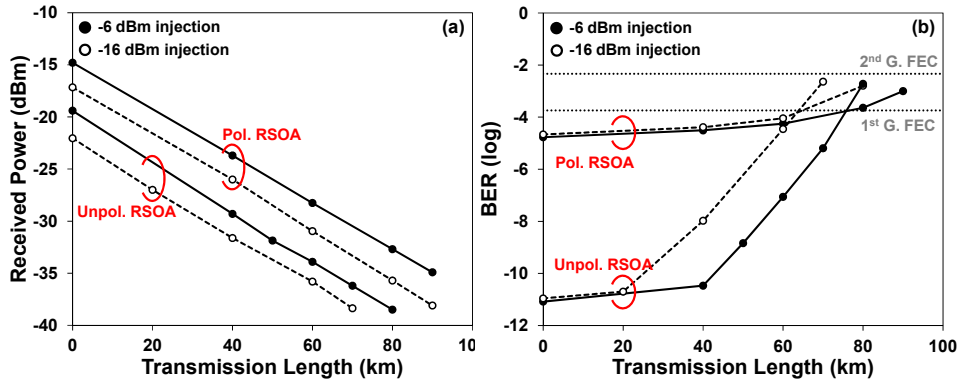 -10
-15
-20
-25
-30
-35
-40
0
20
40
60
80
10
Received Power (dBm)
Transmission Length (km)
-6 dBm injection
-16 dBm injection
(a)
Pol. RSOA
Unpol. RSOA
0
-2
-4
-6
-8
-10
-12
0
20
40
60
80
100
BER (log)
Transmission Length (km)
-6 dBm injection
-16 dBm injection
(b)
2nd G. FEC
1st G. FEC
Pol. RSOA
Unpol. RSOA